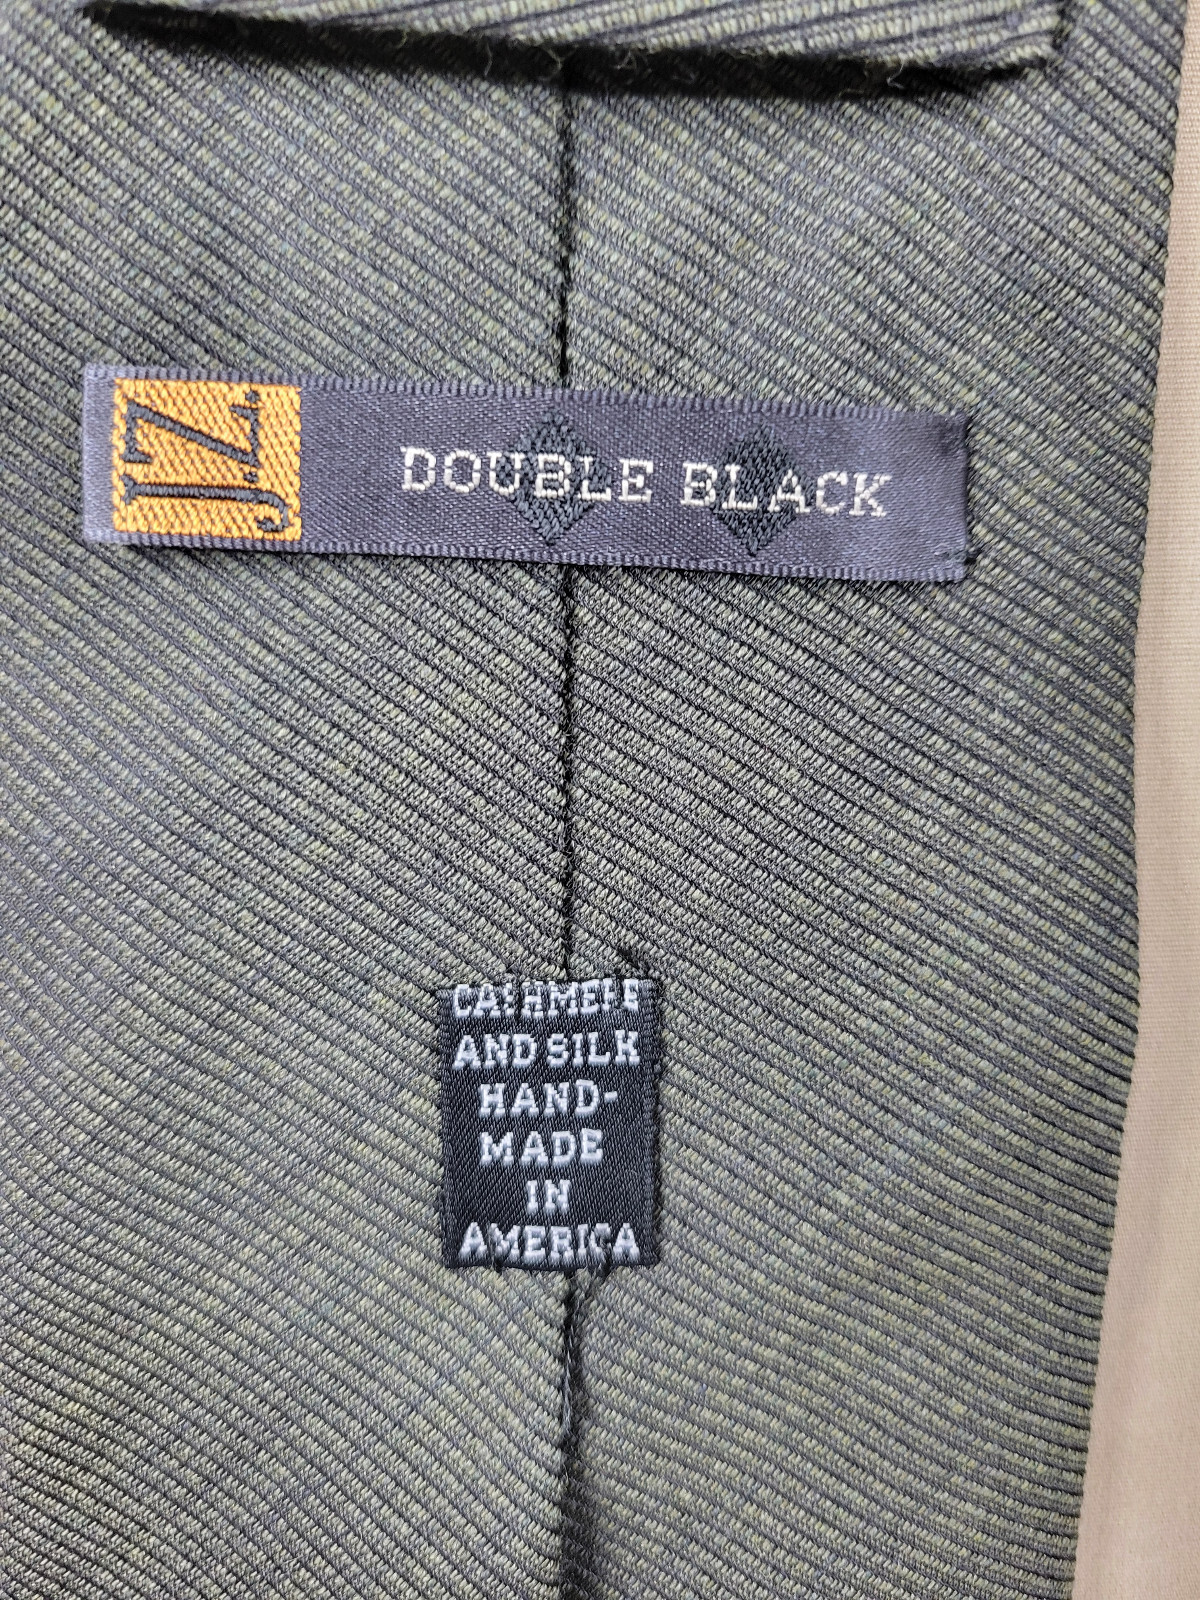 J.Z.
DOUBLE BLACK
CASHMERE
AND SILK
HAND-
MADE
IN
AMERICA